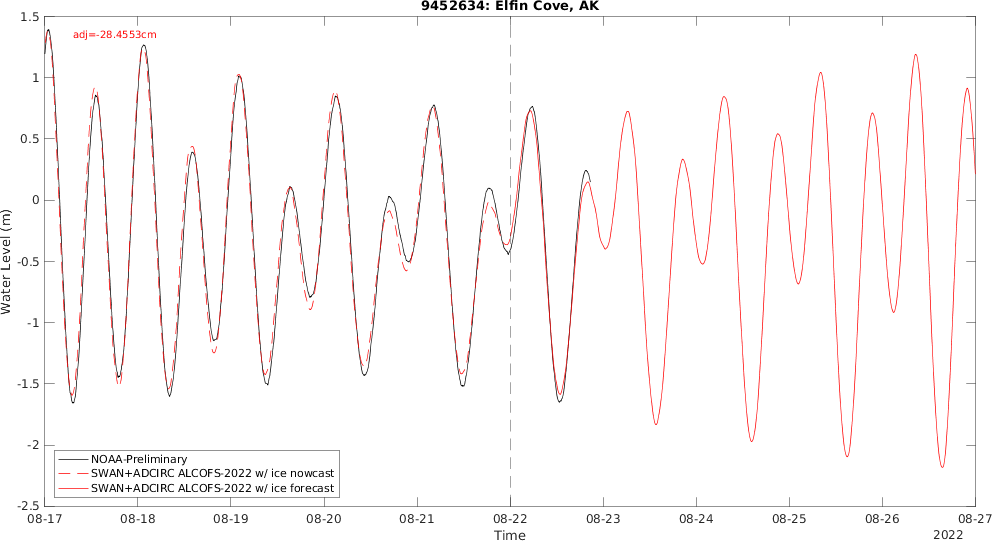 9452634: Elfin Cove, AK
adj=-28.4553cm
1.5
1
0.5
0
-0.5
-1
-1.5
-2
-2.5
Water Level (m)
NOAA-Preliminary
SWAN+ADCIRC ALCOFS-2022 w/ ice nowcast
SWAN+ADCIRC ALCOFS-2022 w/ ice forecast
08-17 08-18 08-19 08-20 08-21 08-22 08-23 08-24 08-25 08-26 08-27
Time
2022